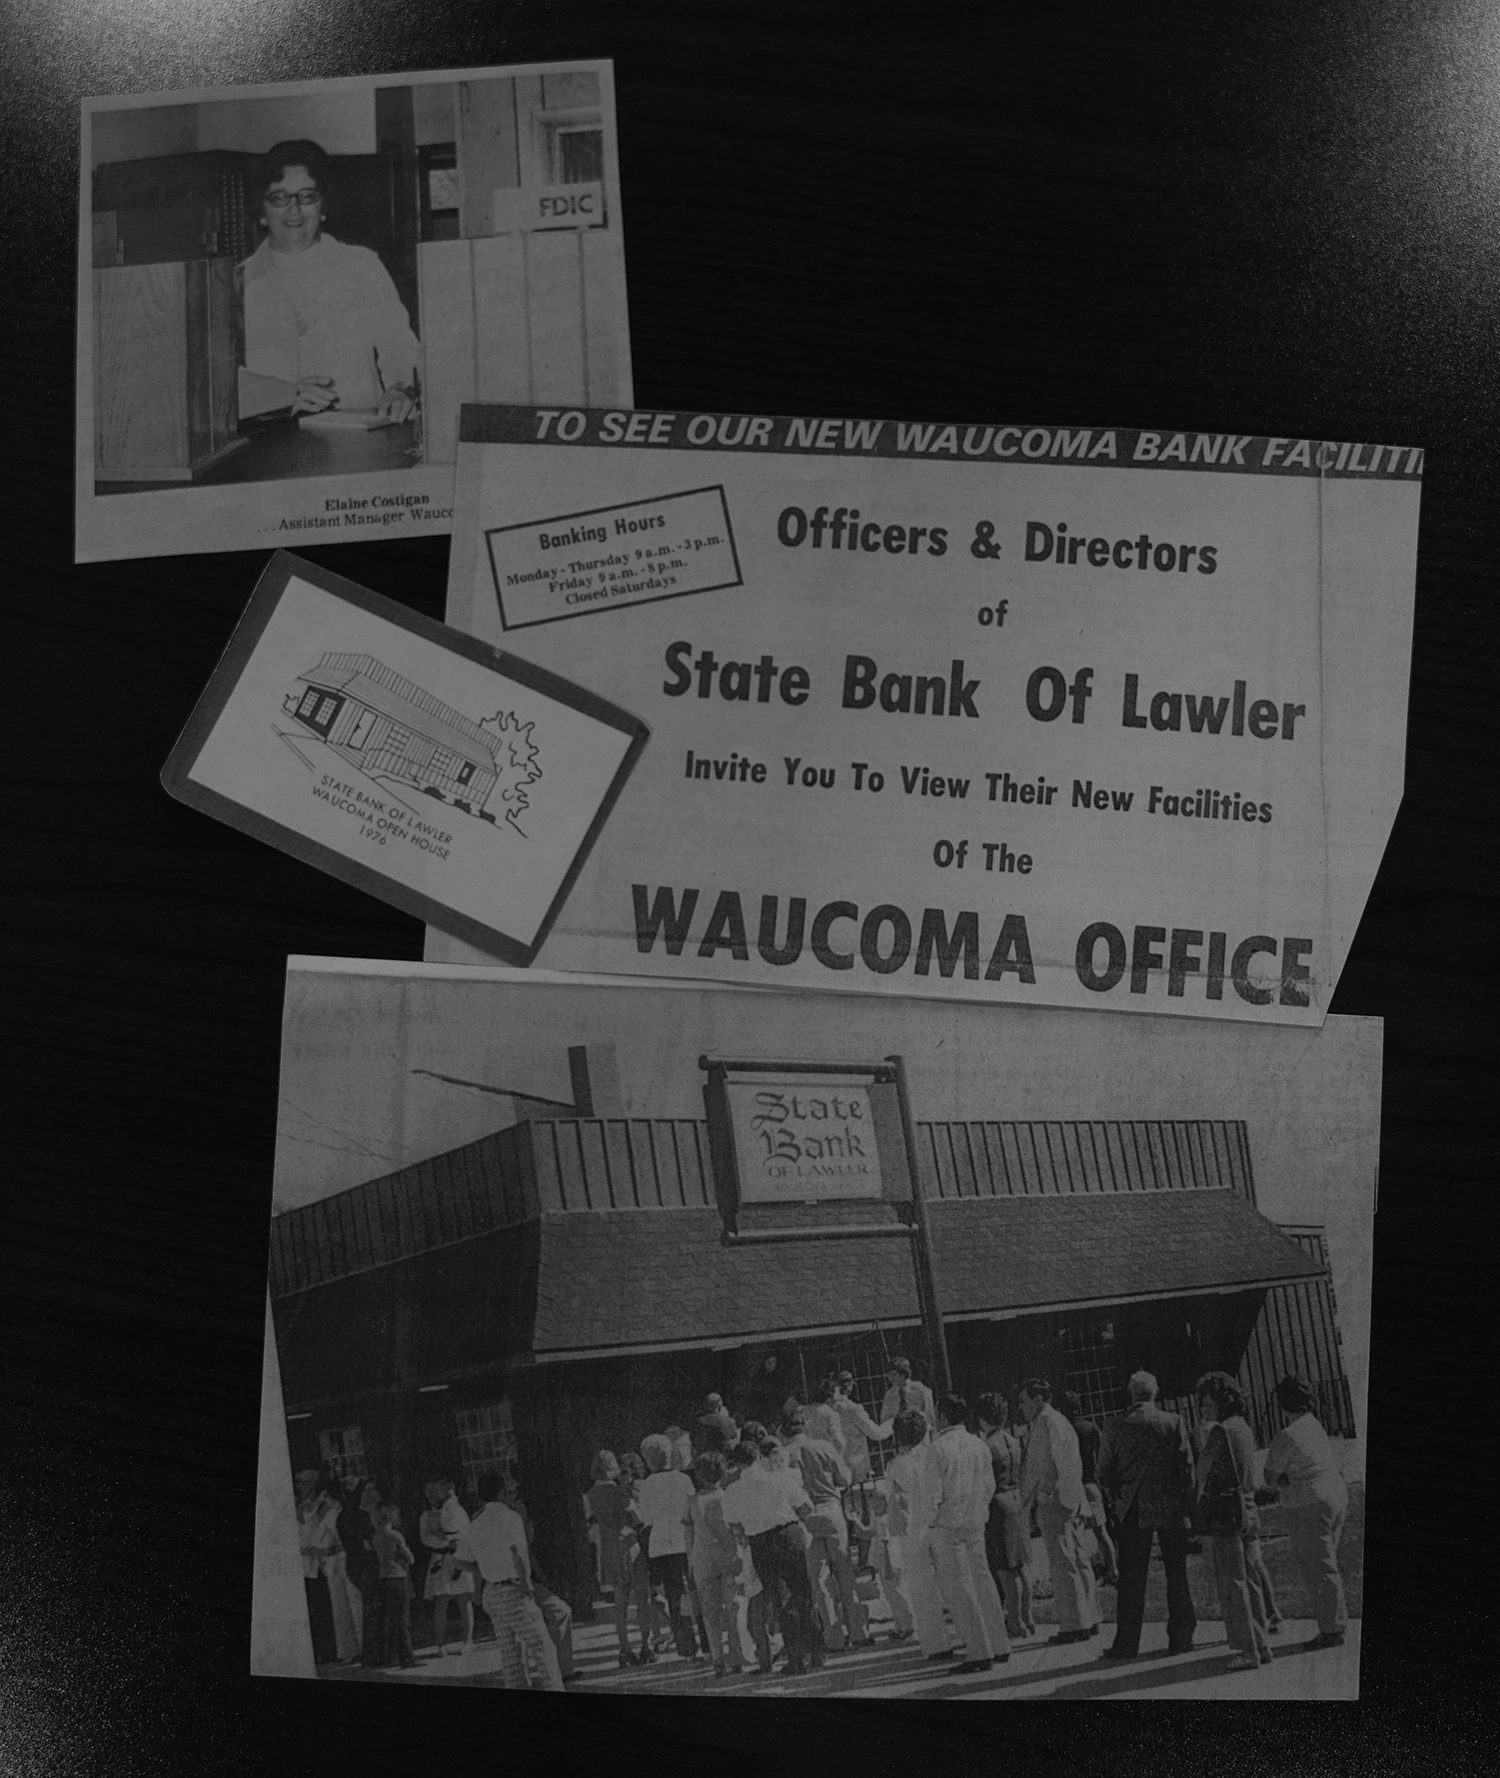 FDIC
Elaine Costigan
...Assistant Manager
TO SEE OUR NEW WAUCOMA BANK
Banking Hours
Monday - Thursday 9 a.m. - 3 p.m.
Friday 9 a.m. - 8 p.m.
Closed Saturdays
Officers & Directors
of
State Bank Of Lawler
Invite You To View Their New Facilities
Of The
WAUCOMA OFFICE
STATE BANK OF LAWLER
WAUCOMA OPEN HOUSE
1976
State
Bank
OF LAWLER